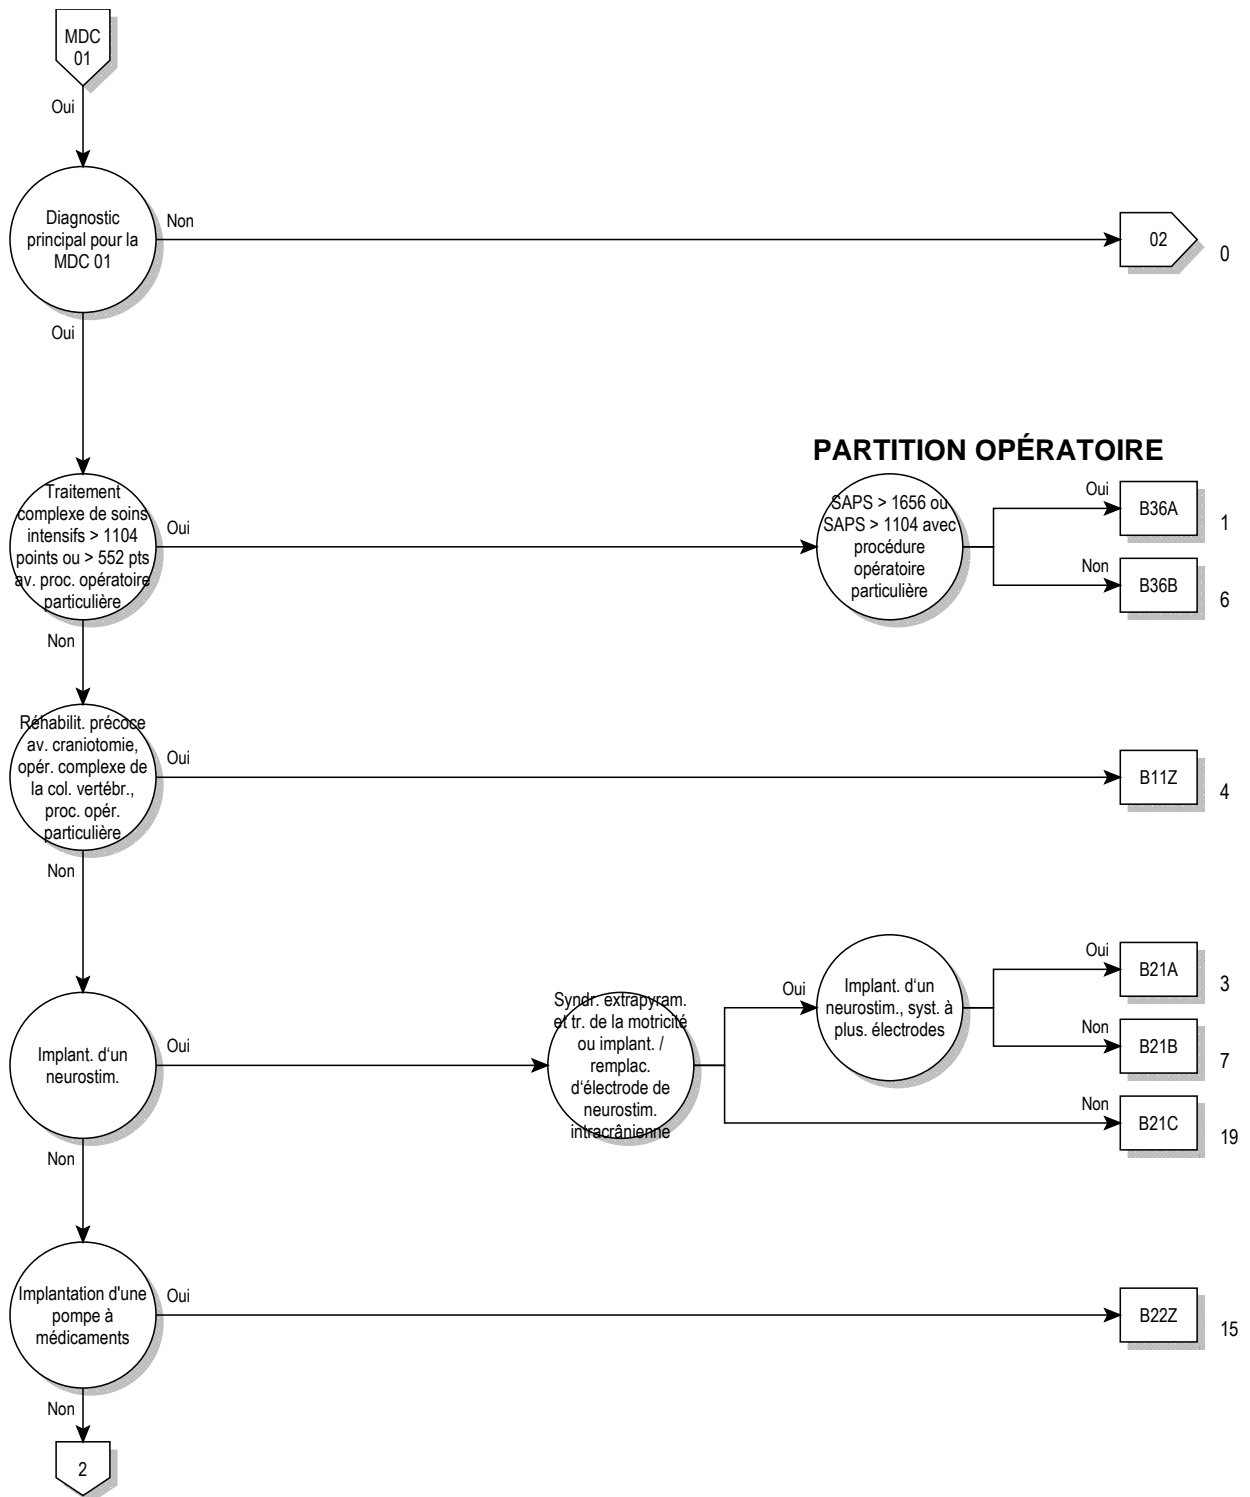 MDC
01
Oui
Diagnostic
principal pour la
MDC 01
Non
02
0
Oui
PARTITION OPÉRATOIRE
Traitement
complexe de soins
intensifs > 1104
points ou > 552 pts
av. proc. opératoire
particulière
Oui
SAPS > 1656 ou
SAPS > 1104 avec
procédure
opératoire
particulière
Oui
B36A
1
Non
B36B
6
Non
Réhabilit. précoce
av. craniotomie,
opér. complexe de
la col. vertébr.,
proc. opér.
particulière
Oui
B11Z
4
Non
Implant. d‘un
neurostim.
Oui
Syndr. extrapyram.
et tr. de la motricité
ou implant. /
remplac.
d‘électrode de
neurostim.
intracrânienne
Oui
Implant. d‘un
neurostim., syst. à
plus. électrodes
Oui
B21A
3
Non
B21B
7
Non
B21C
19
Non
Implantation d'une
pompe à
médicaments
Oui
B22Z
15
Non
2